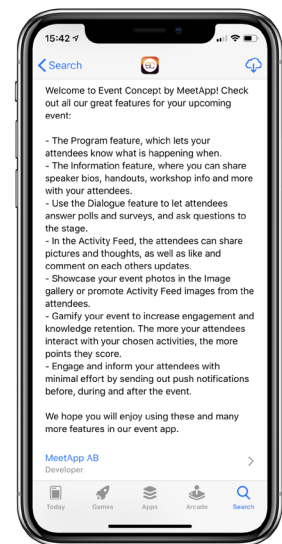 15:42
Search
Welcome to Event Concept by MeetApp! Check
out all our great features for your upcoming
event:
- The Program feature, which lets your
attendees know what is happening when.
- The Information feature, where you can share
speaker bios, handouts, workshop info and more
with your attendees.
- Use the Dialogue feature to let attendees
answer polls and surveys, and ask questions to
the stage.
- In the Activity Feed, the attendees can share
pictures and thoughts, as well as like and
comment on each others updates.
- Showcase your event photos in the Image
gallery or promote Activity Feed images from the
attendees.
- Gamify your event to increase engagement and
knowledge retention. The more your attendees
interact with your chosen activities, the more
points they score.
- Engage and inform your attendees with
minimal effort by sending out push notifications
before, during and after the event.
We hope you will enjoy using these and many
more features in our event app.
MeetApp AB
Developer
Today Games Apps Arcade Search